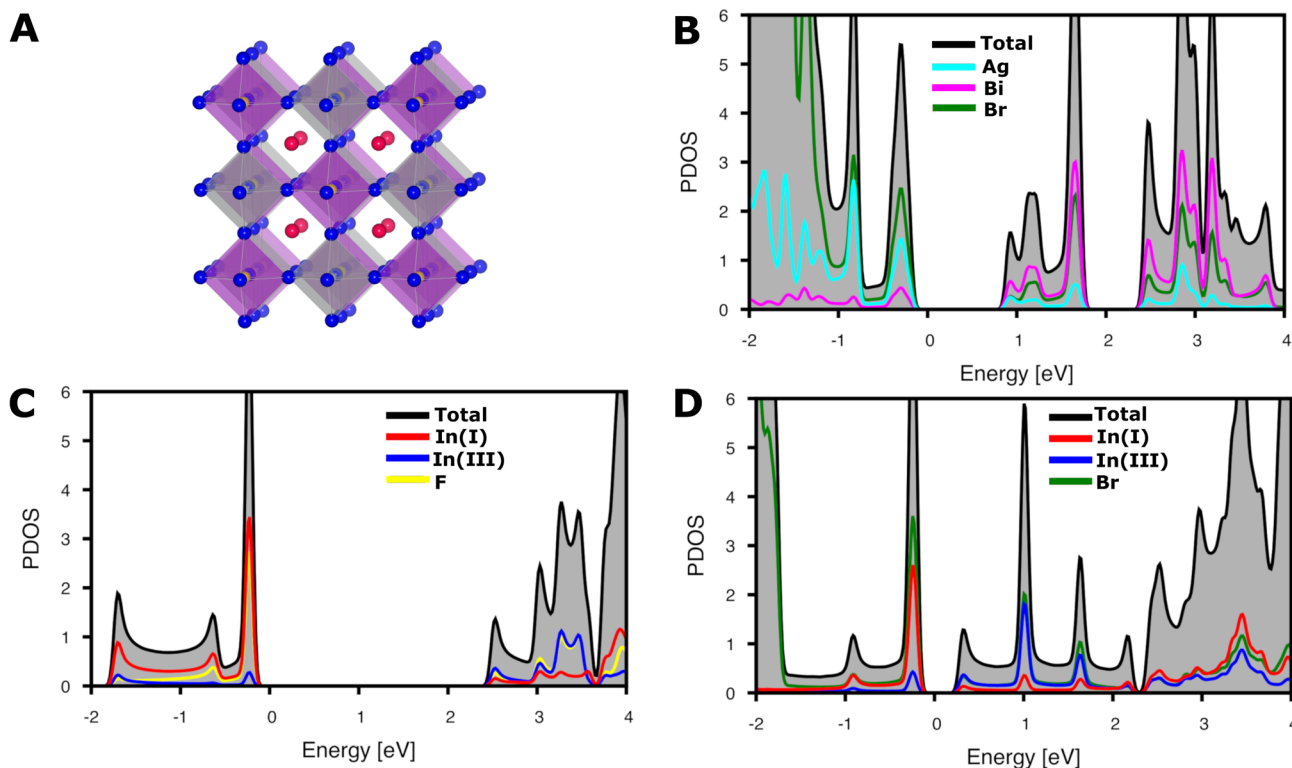 A
B
6
5
4
3
2
1
0
PDOS
Total
Ag
Bi
Br
-2
-1
0
1
2
3
4
Energy [eV]
C
6
5
4
3
2
1
0
PDOS
Total
In(I)
In(III)
F
-2
-1
0
1
2
3
4
Energy [eV]
D
6
5
4
3
2
1
0
PDOS
Total
In(I)
In(III)
Br
-2
-1
0
1
2
3
4
Energy [eV]